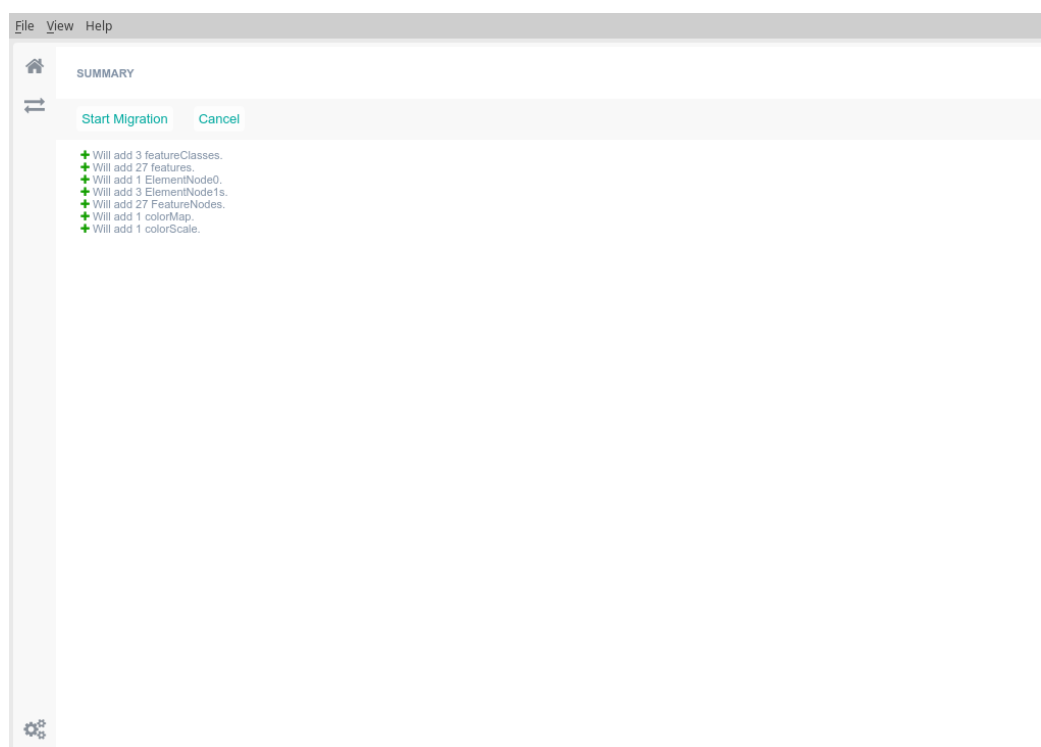 File View Help
SUMMARY
Start Migration Cancel
Will add 3 featureClasses.
Will add 27 features.
Will add 1 ElementNode0.
Will add 3 ElementNode1s.
Will add 27 FeatureNodes.
Will add 1 colorMap.
Will add 1 colorScale.